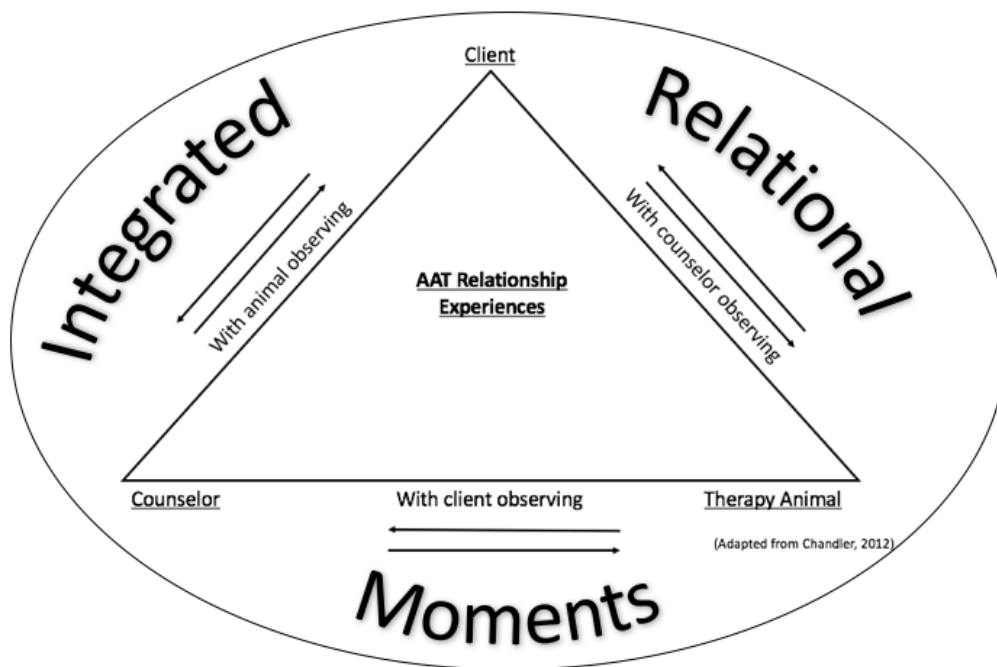 Client
Integrated
Relational
With animal observing
With counselor observing
AAT Relationship
Experiences
Counselor
With client observing
Therapy Animal
(Adapted from Chandler, 2012)
Moments